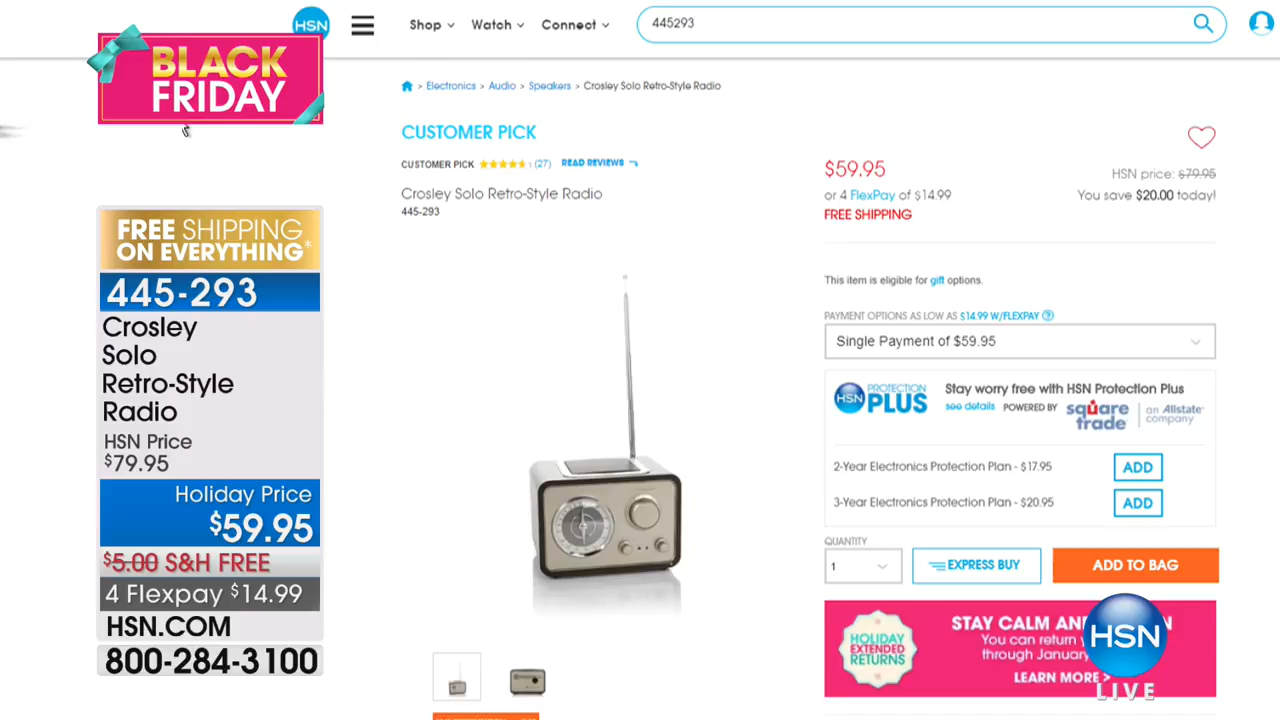 HSN
Shop
Watch
Connect
445293
BLACK
FRIDAY
Electronics > Audio > Speakers > Crosley Solo Retro-Style Radio
CUSTOMER PICK
CUSTOMER PICK (27) READ REVIEWS
Crosley Solo Retro-Style Radio
445-293
$59.95
HSN price: $79.95
or 4 FlexPay of $14.99
You save $20.00 today!
FREE SHIPPING
FREE SHIPPING
ON EVERYTHING*
445-293
Crosley
Solo
Retro-Style
Radio
HSN Price
$79.95
Holiday Price
$59.95
$5.00 S&H FREE
4 Flexpay $14.99
HSN.COM
800-284-3100
This item is eligible for gift options.
PAYMENT OPTIONS AS LOW AS $14.99 W/FLEXPAY ?
Single Payment of $59.95
HSN PROTECTION PLUS
Stay worry free with HSN Protection Plus
see details POWERED BY square trade an Allstate company
2-Year Electronics Protection Plan - $17.95 ADD
3-Year Electronics Protection Plan - $20.95 ADD
QUANTITY
1
EXPRESS BUY
ADD TO BAG
HOLIDAY
EXTENDED
RETURNS
STAY CALM AN
You can return
through January
LEARN MORE >
HSN
LIVE